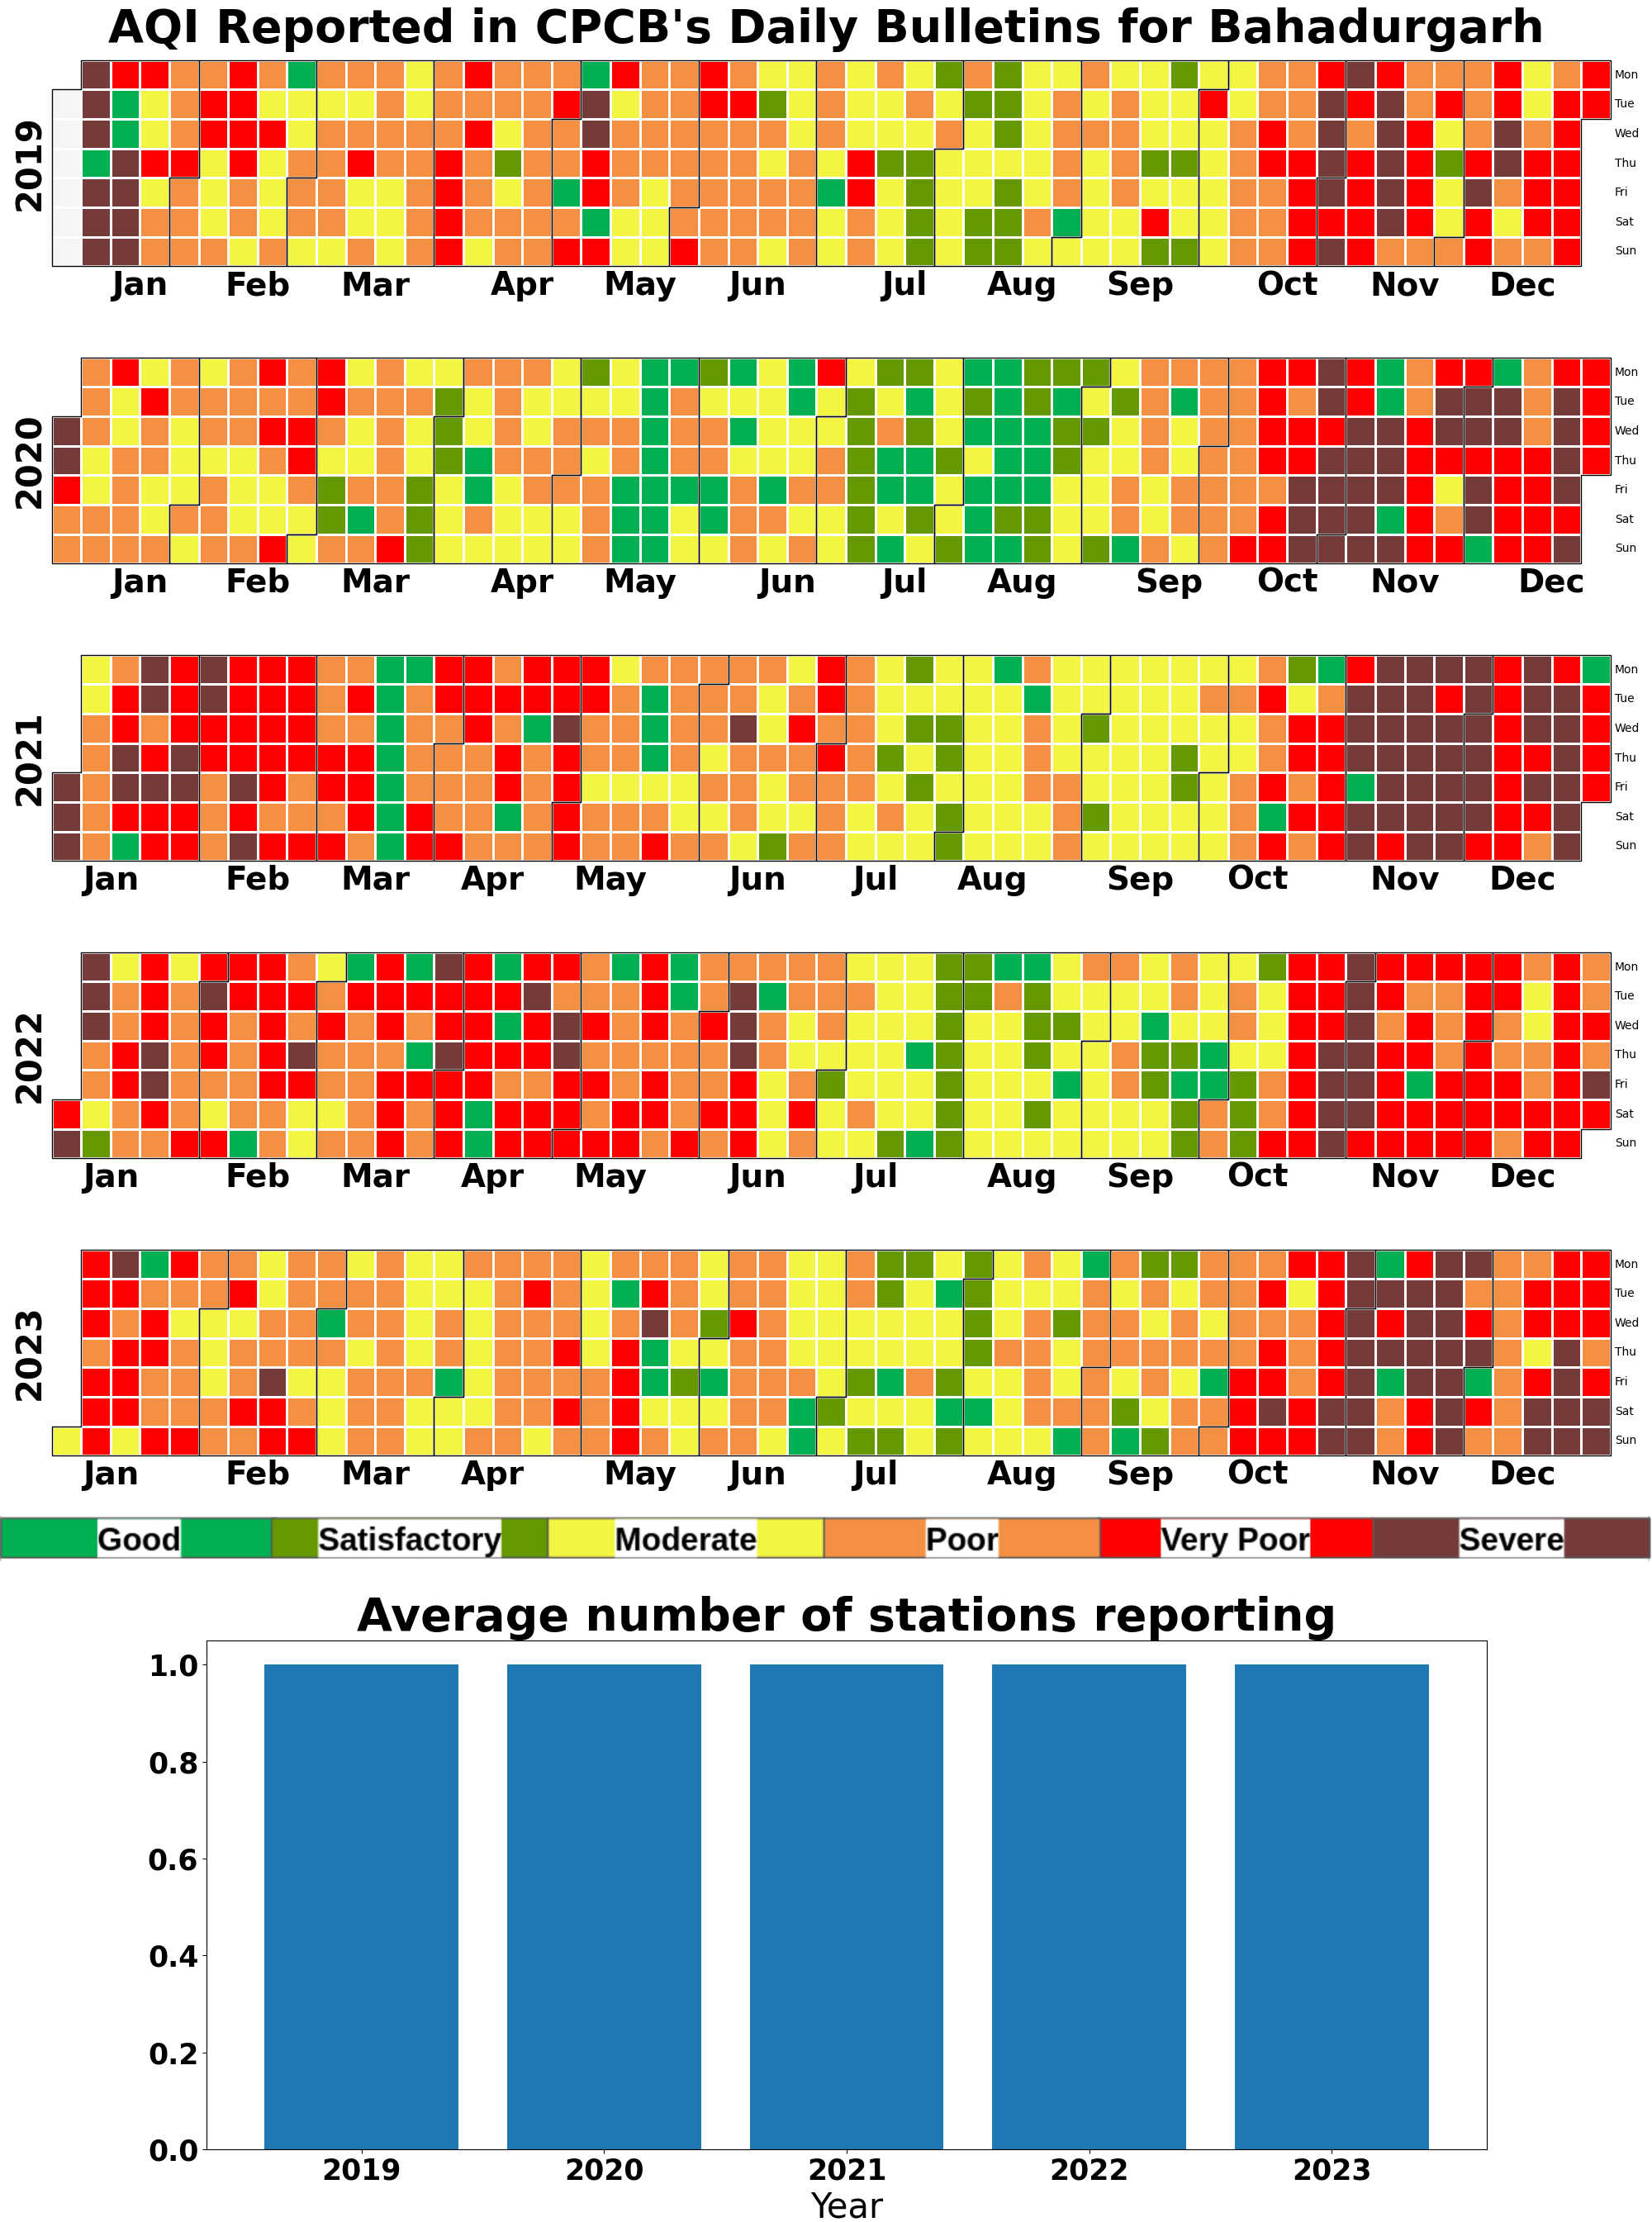 AQI Reported in CPCB's Daily Bulletins for Bahadurgarh
2019
Mon
Tue
Wed
Thu
Fri
Sat
Sun
Jan Feb Mar Apr May Jun Jul Aug Sep Oct Nov Dec
2020
Mon
Tue
Wed
Thu
Fri
Sat
Sun
Jan Feb Mar Apr May Jun Jul Aug Sep Oct Nov Dec
2021
Mon
Tue
Wed
Thu
Fri
Sat
Sun
Jan Feb Mar Apr May Jun Jul Aug Sep Oct Nov Dec
2022
Mon
Tue
Wed
Thu
Fri
Sat
Sun
Jan Feb Mar Apr May Jun Jul Aug Sep Oct Nov Dec
2023
Mon
Tue
Wed
Thu
Fri
Sat
Sun
Jan Feb Mar Apr May Jun Jul Aug Sep Oct Nov Dec
Good Satisfactory Moderate Poor Very Poor Severe
Average number of stations reporting
1.0
0.8
0.6
0.4
0.2
0.0
2019 2020 2021 2022 2023
Year